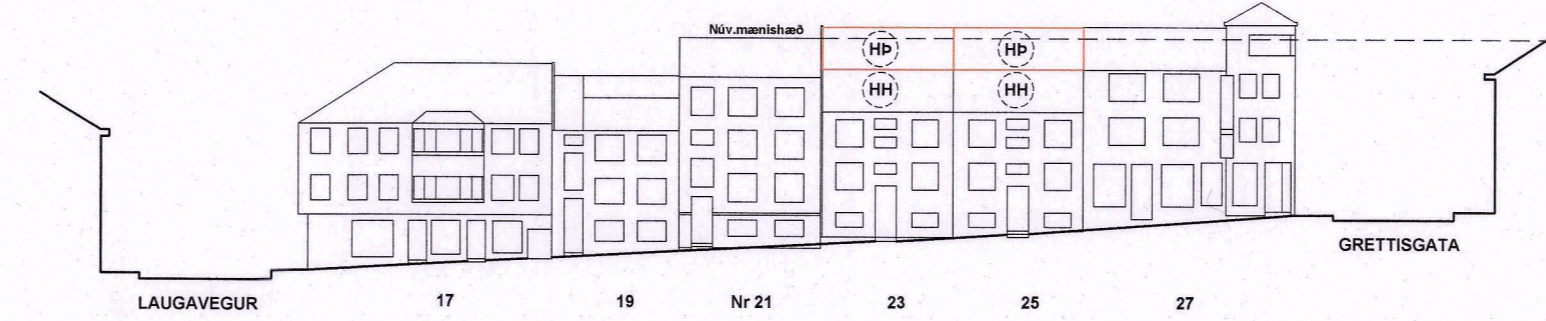 Núv.mænishæð
HÞ
HÞ
HH
HH
GRETTISGATA
LAUGAVEGUR
17
19
Nr 21
23
25
27